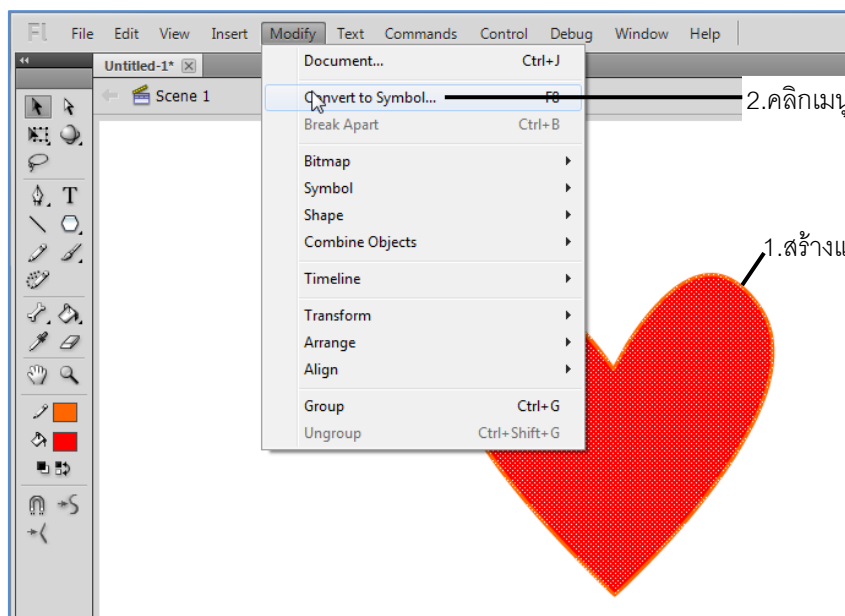 Fl File Edit View Insert Modify Text Commands Control Debug Window Help
Untitled-1*
Scene 1
Document... Ctrl+J
Convert to Symbol... F8
Break Apart Ctrl+B
Bitmap
Symbol
Shape
Combine Objects
Timeline
Transform
Arrange
Align
Group Ctrl+G
Ungroup Ctrl+Shift+G
2.คลิกเมนู
1.สร้างแ
T